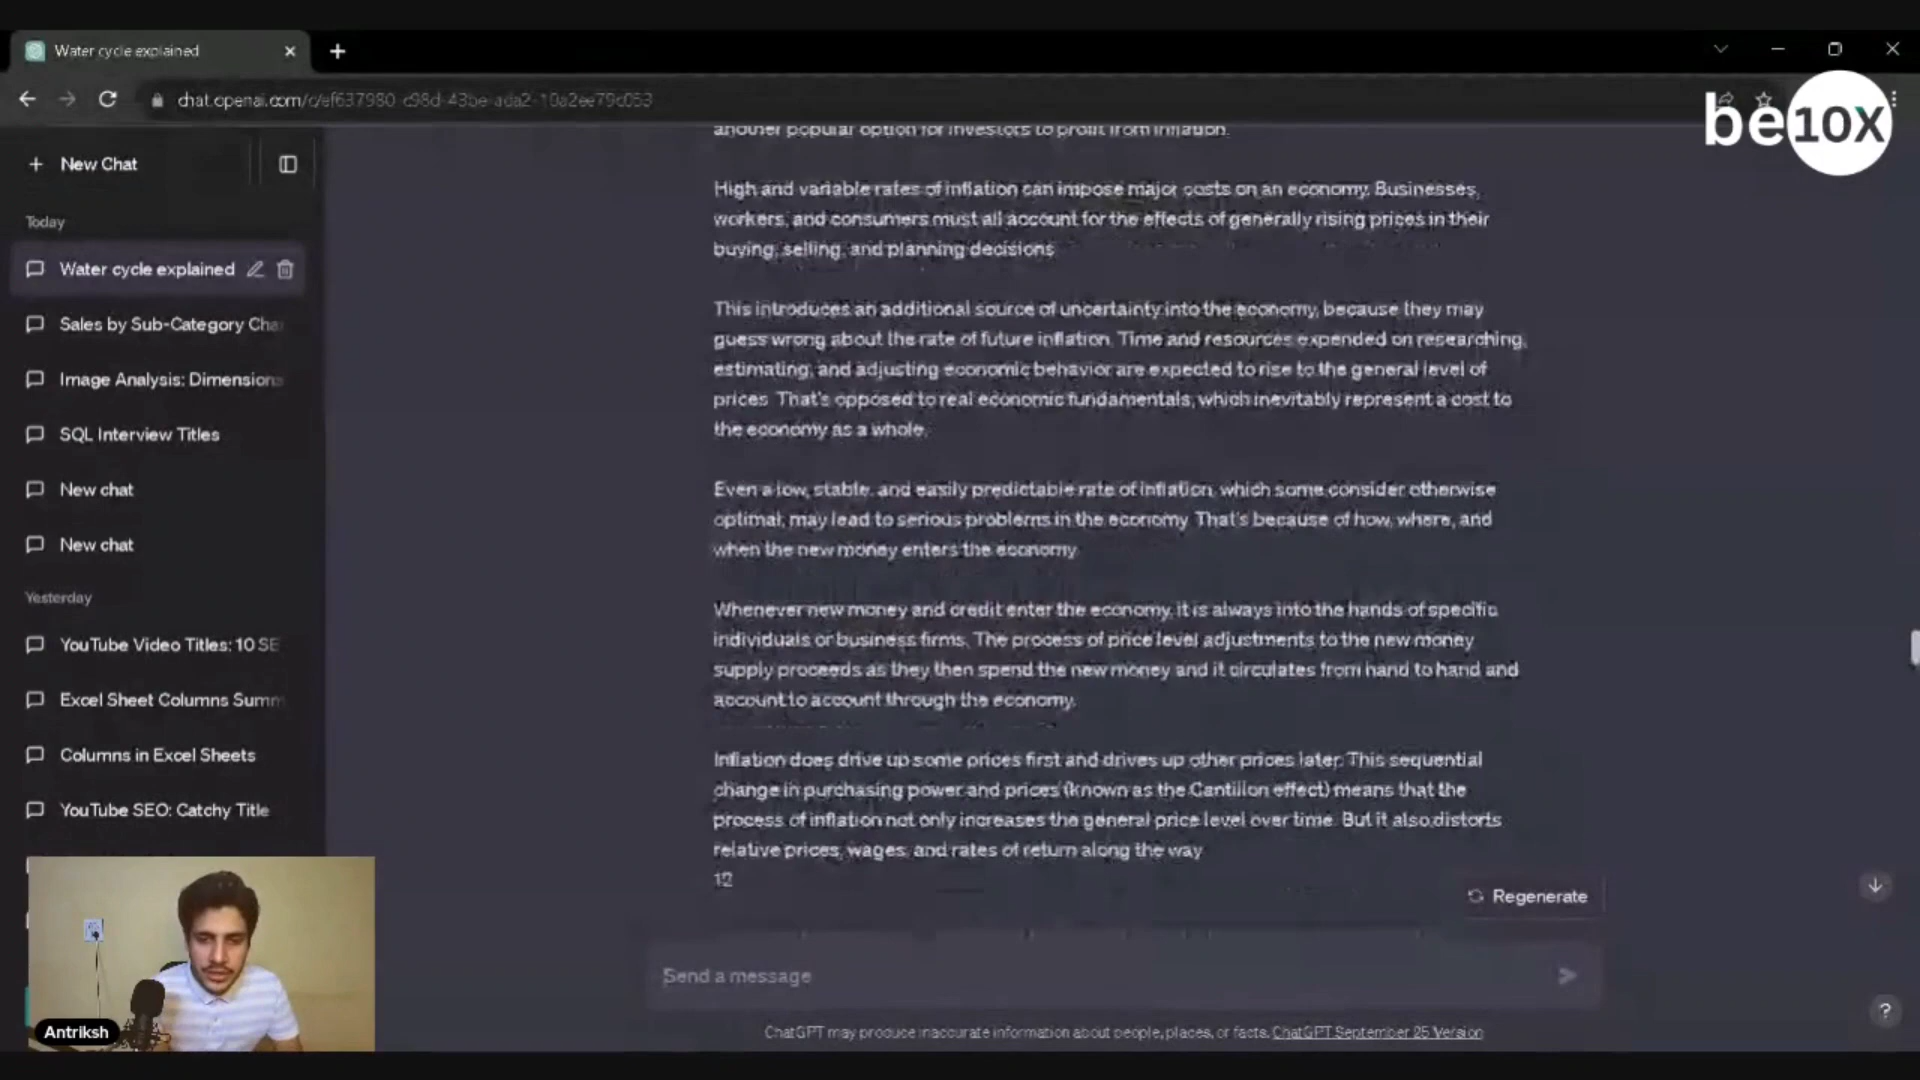 Water cycle explained
chat.openai.com/c/ef637980-c98d-43be-ada2-10a2ee79c053
be10X
another popular option for investors to profit from inflation.
New Chat
High and variable rates of inflation can impose major costs on an economy. Businesses,
workers, and consumers must all account for the effects of generally rising prices in their
buying, selling, and planning decisions
Today
Water cycle explained
Sales by Sub-Category Cha
Image Analysis: Dimensions
SQL Interview Titles
New chat
New chat
Yesterday
YouTube Video Titles: 10 SE
Excel Sheet Columns Summ
Columns in Excel Sheets
YouTube SEO: Catchy Title
This introduces an additional source of uncertainty into the economy, because they may
guess wrong about the rate of future inflation. Time and resources expended on researching,
estimating, and adjusting economic behavior are expected to rise to the general level of
prices. That's opposed to real economic fundamentals, which inevitably represent a cost to
the economy as a whole.
Even a low, stable, and easily predictable rate of inflation, which some consider otherwise
optimal, may lead to serious problems in the economy. That's because of how, where, and
when the new money enters the economy
Whenever new money and credit enter the economy, it is always into the hands of specific
individuals or business firms. The process of price level adjustments to the new money
supply proceeds as they then spend the new money and it circulates from hand to hand and
account to account through the economy.
Inflation does drive up some prices first and drives up other prices later. This sequential
change in purchasing power and prices (known as the Cantillon effect) means that the
process of inflation not only increases the general price level over time. But it also distorts
relative prices, wages, and rates of return along the way
12
Regenerate
Send a message
ChatGPT may produce inaccurate information about people, places, or facts. ChatGPT September 25 Version
?
Antriksh